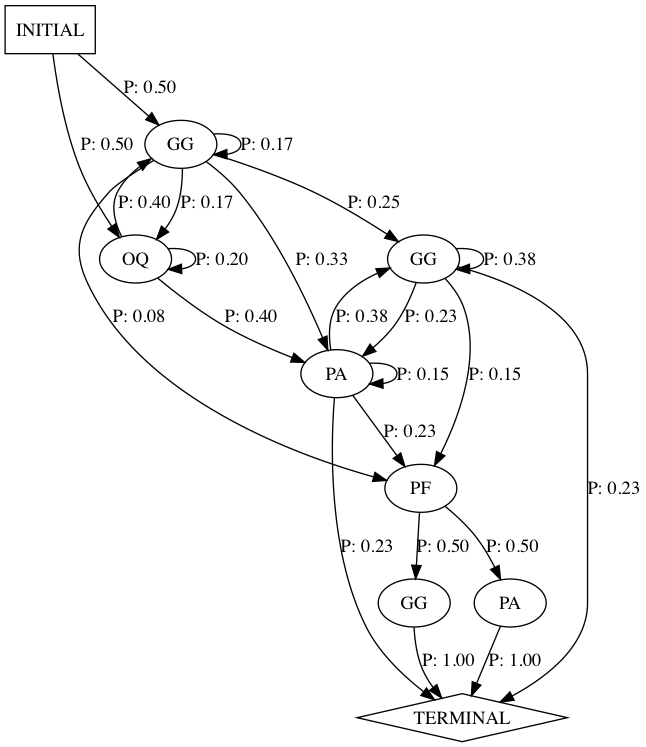 INITIAL
P: 0.50
GG
P: 0.17
P: 0.50
P: 0.40
P: 0.17
P: 0.25
OQ
P: 0.20
P: 0.33
GG
P: 0.38
P: 0.08
P: 0.40
P: 0.38
P: 0.23
PA
P: 0.15
P: 0.15
P: 0.23
PF
P: 0.23
P: 0.23
P: 0.50
P: 0.50
GG
PA
P: 1.00
P: 1.00
TERMINAL